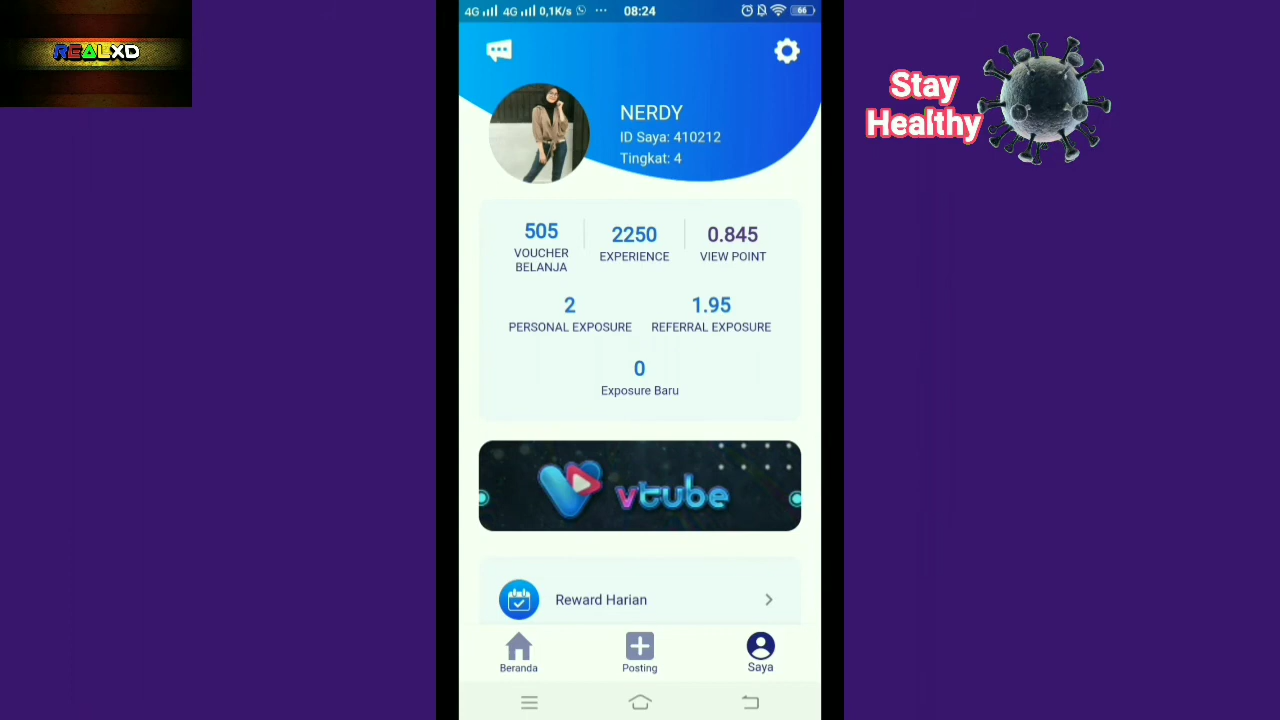 REALXD
4G 4G 0,1K/s ... 08:24 66
Stay
Healthy
NERDY
ID Saya: 410212
Tingkat: 4
505 2250 0.845
VOUCHER BELANJA EXPERIENCE VIEW POINT
2 1.95
PERSONAL EXPOSURE REFERRAL EXPOSURE
0
Exposure Baru
vtube
Reward Harian
Beranda Posting Saya